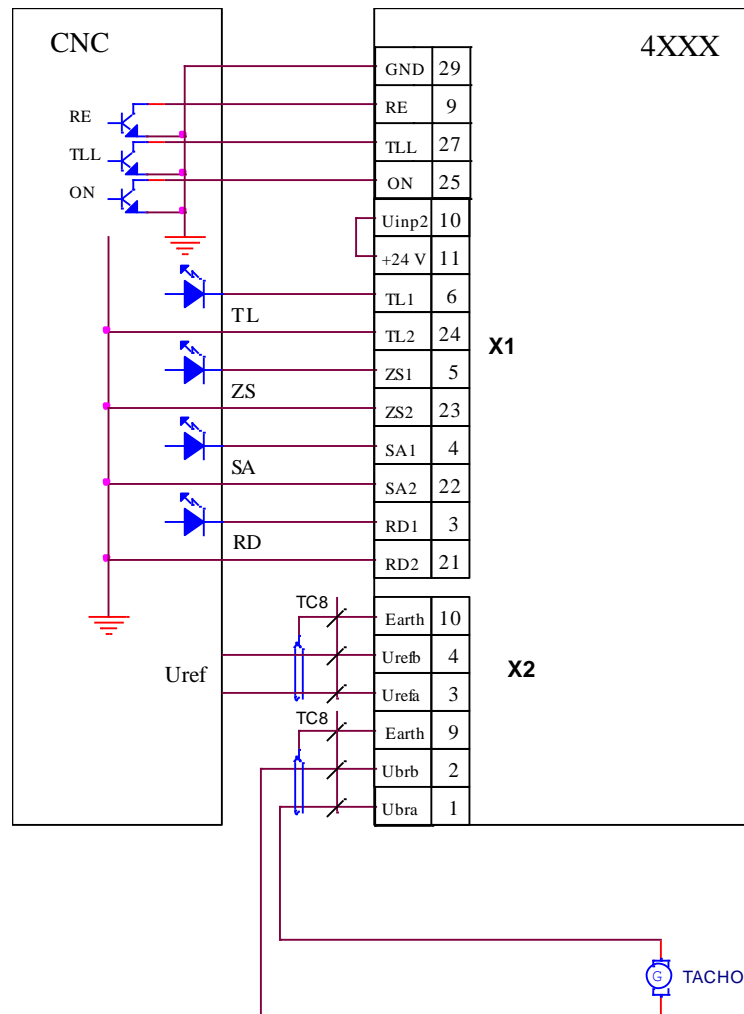 CNC
4XXX
GND 29
RE
RE 9
TLL
TLL 27
ON
ON 25
Uinp2 10
+24 V 11
TL1 6
TL
TL2 24
X1
ZS1 5
ZS
ZS2 23
SA1 4
SA
SA2 22
RD1 3
RD
RD2 21
TC8
Earth 10
Uref
Urefb 4
X2
Urefa 3
TC8
Earth 9
Ubrb 2
Ubra 1
G
TACHO